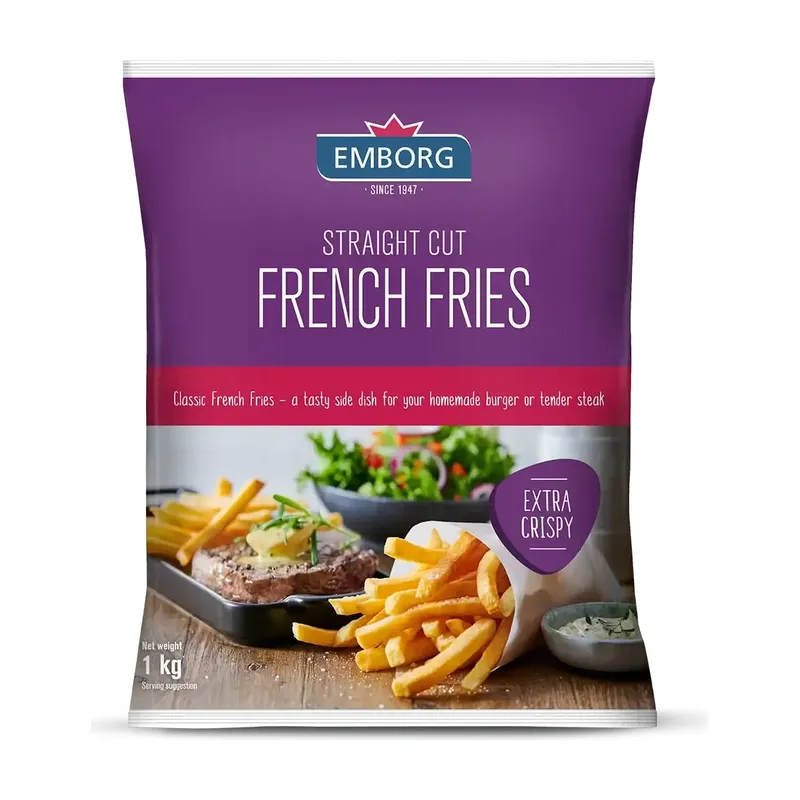 EMBORG
· SINCE 1947 ·
STRAIGHT CUT
FRENCH FRIES
Classic French Fries – a tasty side dish for your homemade burger or tender steak
EXTRA
CRISPY
Net weight
1 kg
Serving suggestion